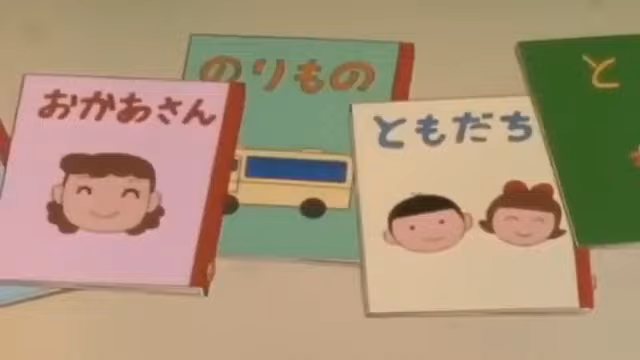 おかあさん
のりもの
ともだち
と